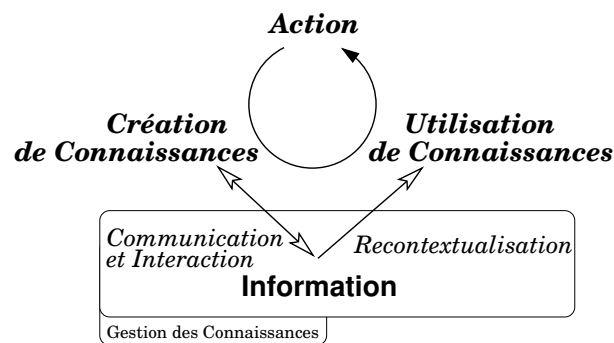 Action
Création
de Connaissances
Utilisation
de Connaissances
Communication
et Interaction
Recontextualisation
Information
Gestion des Connaissances